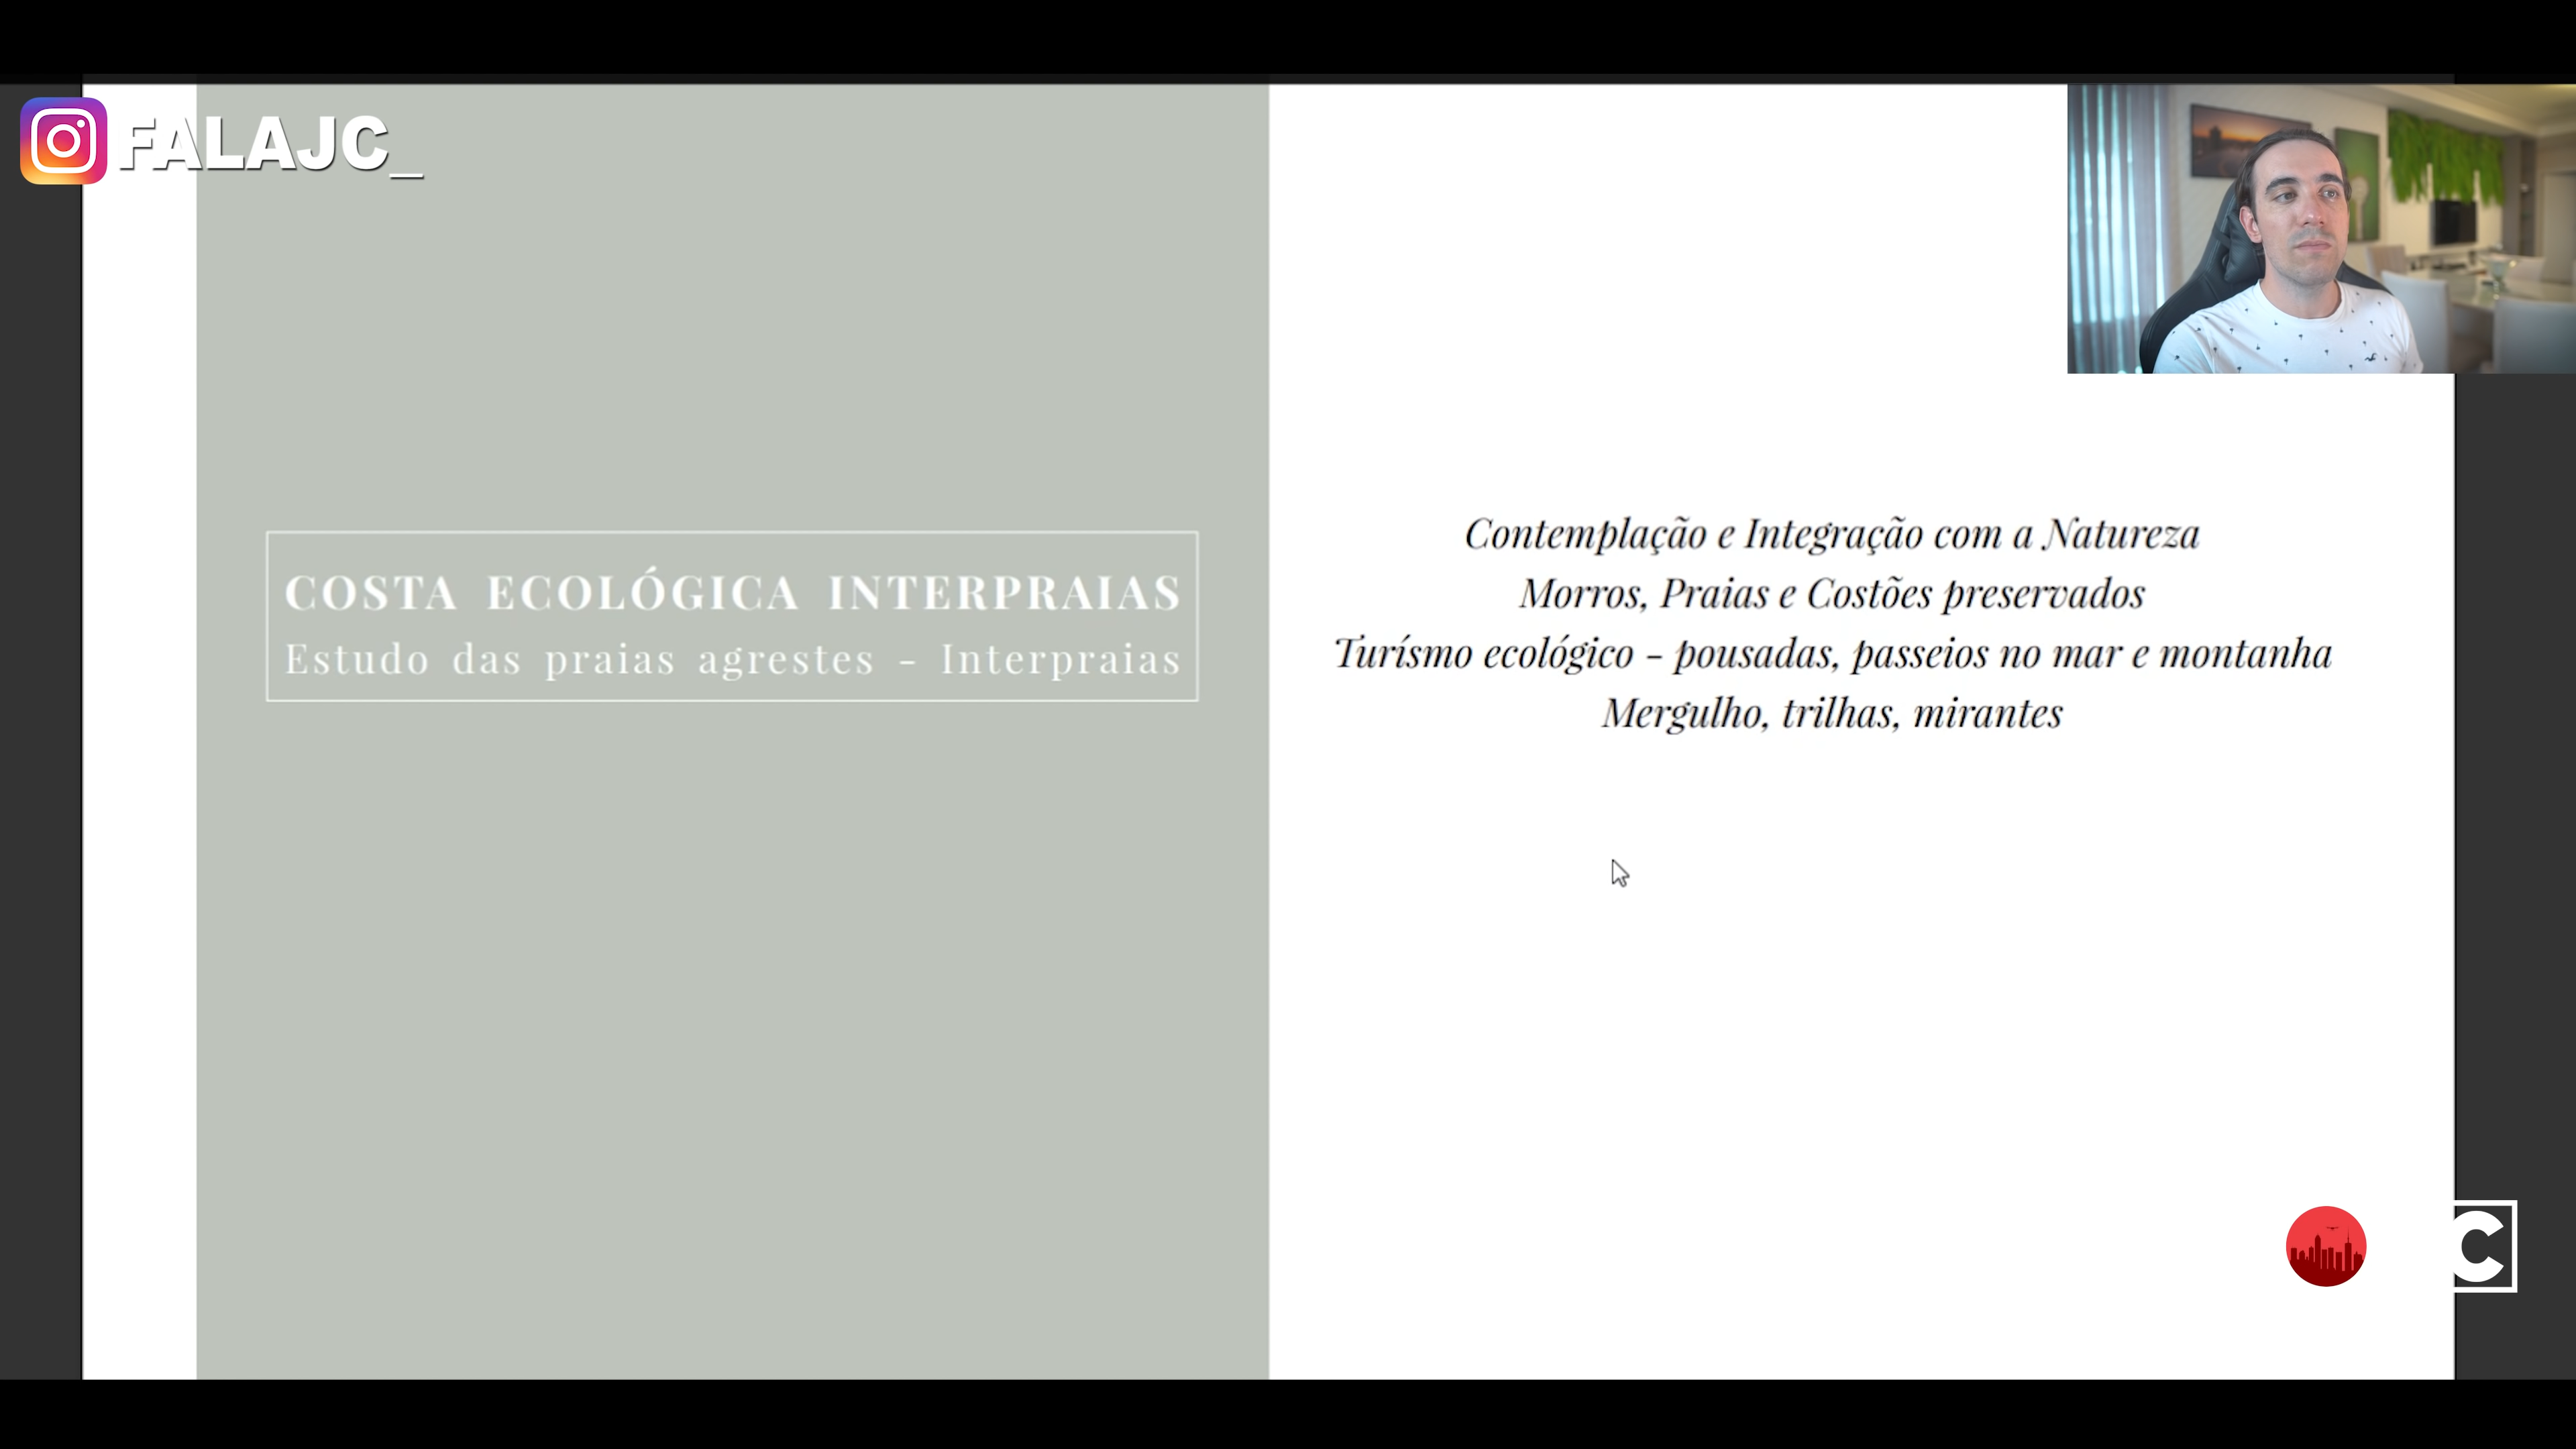 FALAJC_
COSTA ECOLÓGICA INTERPRAIAS
Estudo das praias agrestes - Interpraias
Contemplação e Integração com a Natureza
Morros, Praias e Costões preservados
Turísmo ecológico - pousadas, passeios no mar e montanha
Mergulho, trilhas, mirantes
C